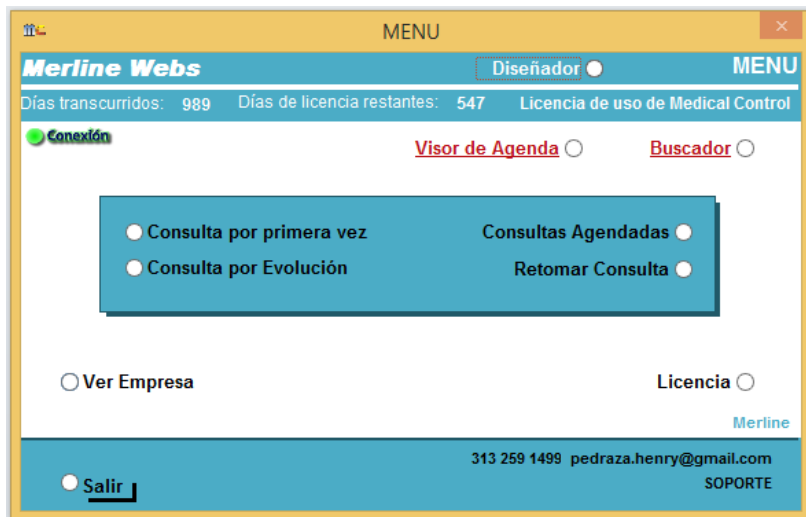 MENU
Merline Webs Diseñador MENU
Días transcurridos: 989 Días de licencia restantes: 547 Licencia de uso de Medical Control
Conexión
Visor de Agenda Buscador
Consulta por primera vez Consultas Agendadas
Consulta por Evolución Retomar Consulta
Ver Empresa Licencia
Merline
313 259 1499 pedraza.henry@gmail.com
Salir SOPORTE